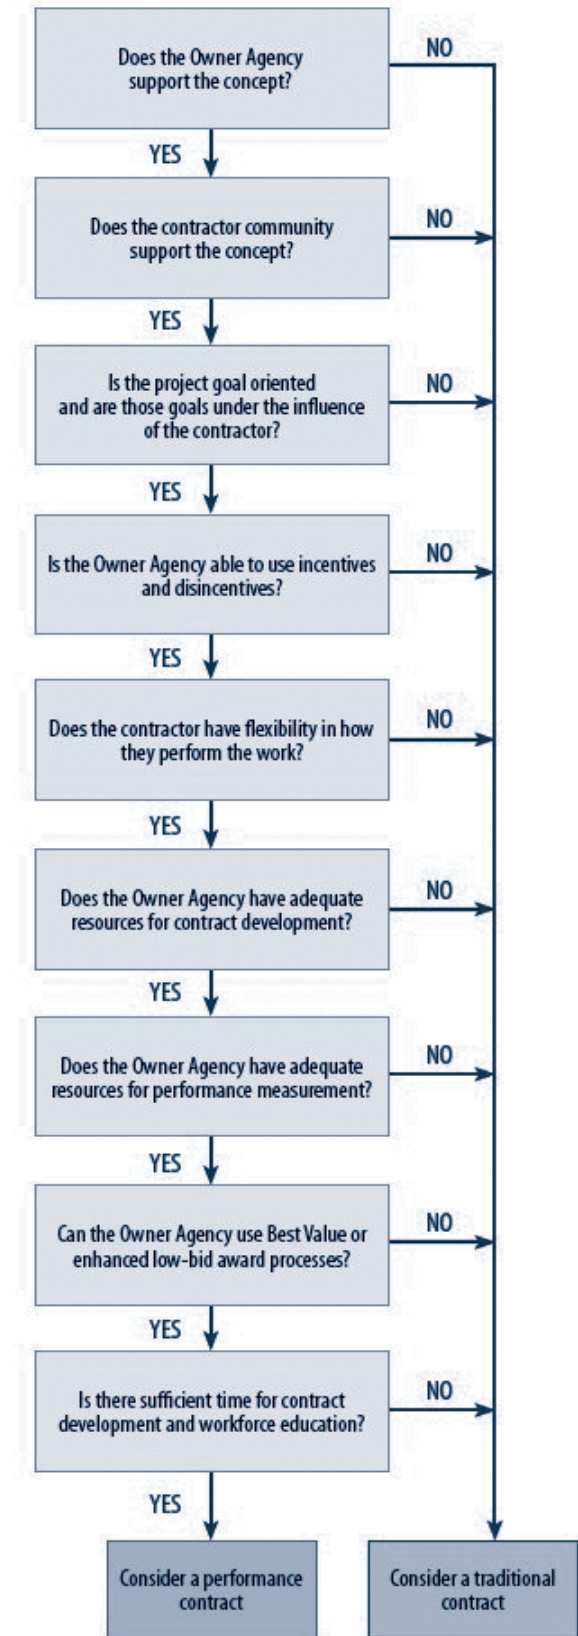 Does the Owner Agency
support the concept?
NO
YES
Does the contractor community
support the concept?
NO
YES
Is the project goal oriented
and are those goals under the influence
of the contractor?
NO
YES
Is the Owner Agency able to use incentives
and disincentives?
NO
YES
Does the contractor have flexibility in how
they perform the work?
NO
YES
Does the Owner Agency have adequate
resources for contract development?
NO
YES
Does the Owner Agency have adequate
resources for performance measurement?
NO
YES
Can the Owner Agency use Best Value or
enhanced low-bid award processes?
NO
YES
Is there sufficient time for contract
development and workforce education?
NO
YES
Consider a performance
contract
Consider a traditional
contract